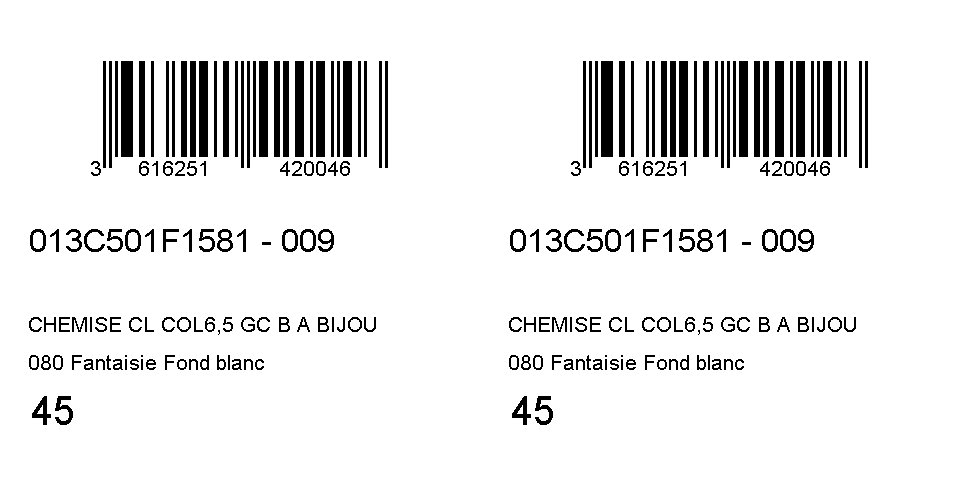 3 616251 420046
013C501F1581 - 009
CHEMISE CL COL6,5 GC B A BIJOU
080 Fantaisie Fond blanc
45
3 616251 420046
013C501F1581 - 009
CHEMISE CL COL6,5 GC B A BIJOU
080 Fantaisie Fond blanc
45